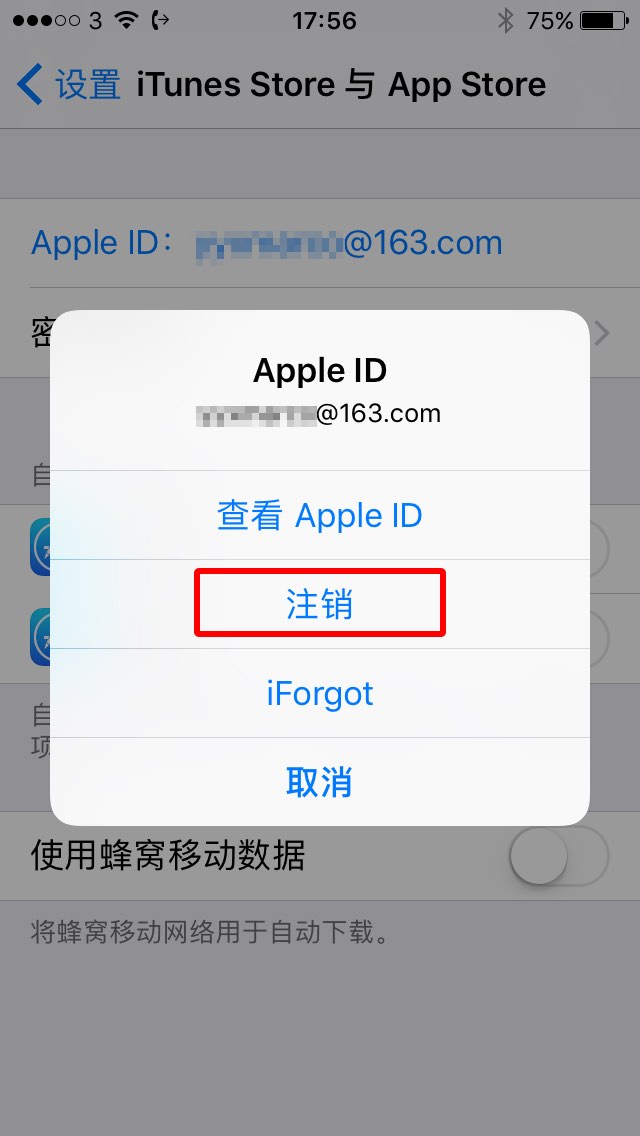 3 17:56 75%
设置 iTunes Store 与 App Store
Apple ID： @163.com
密
Apple ID
@163.com
自
查看 Apple ID
注销
iForgot
自
项
取消
使用蜂窝移动数据
将蜂窝移动网络用于自动下载。